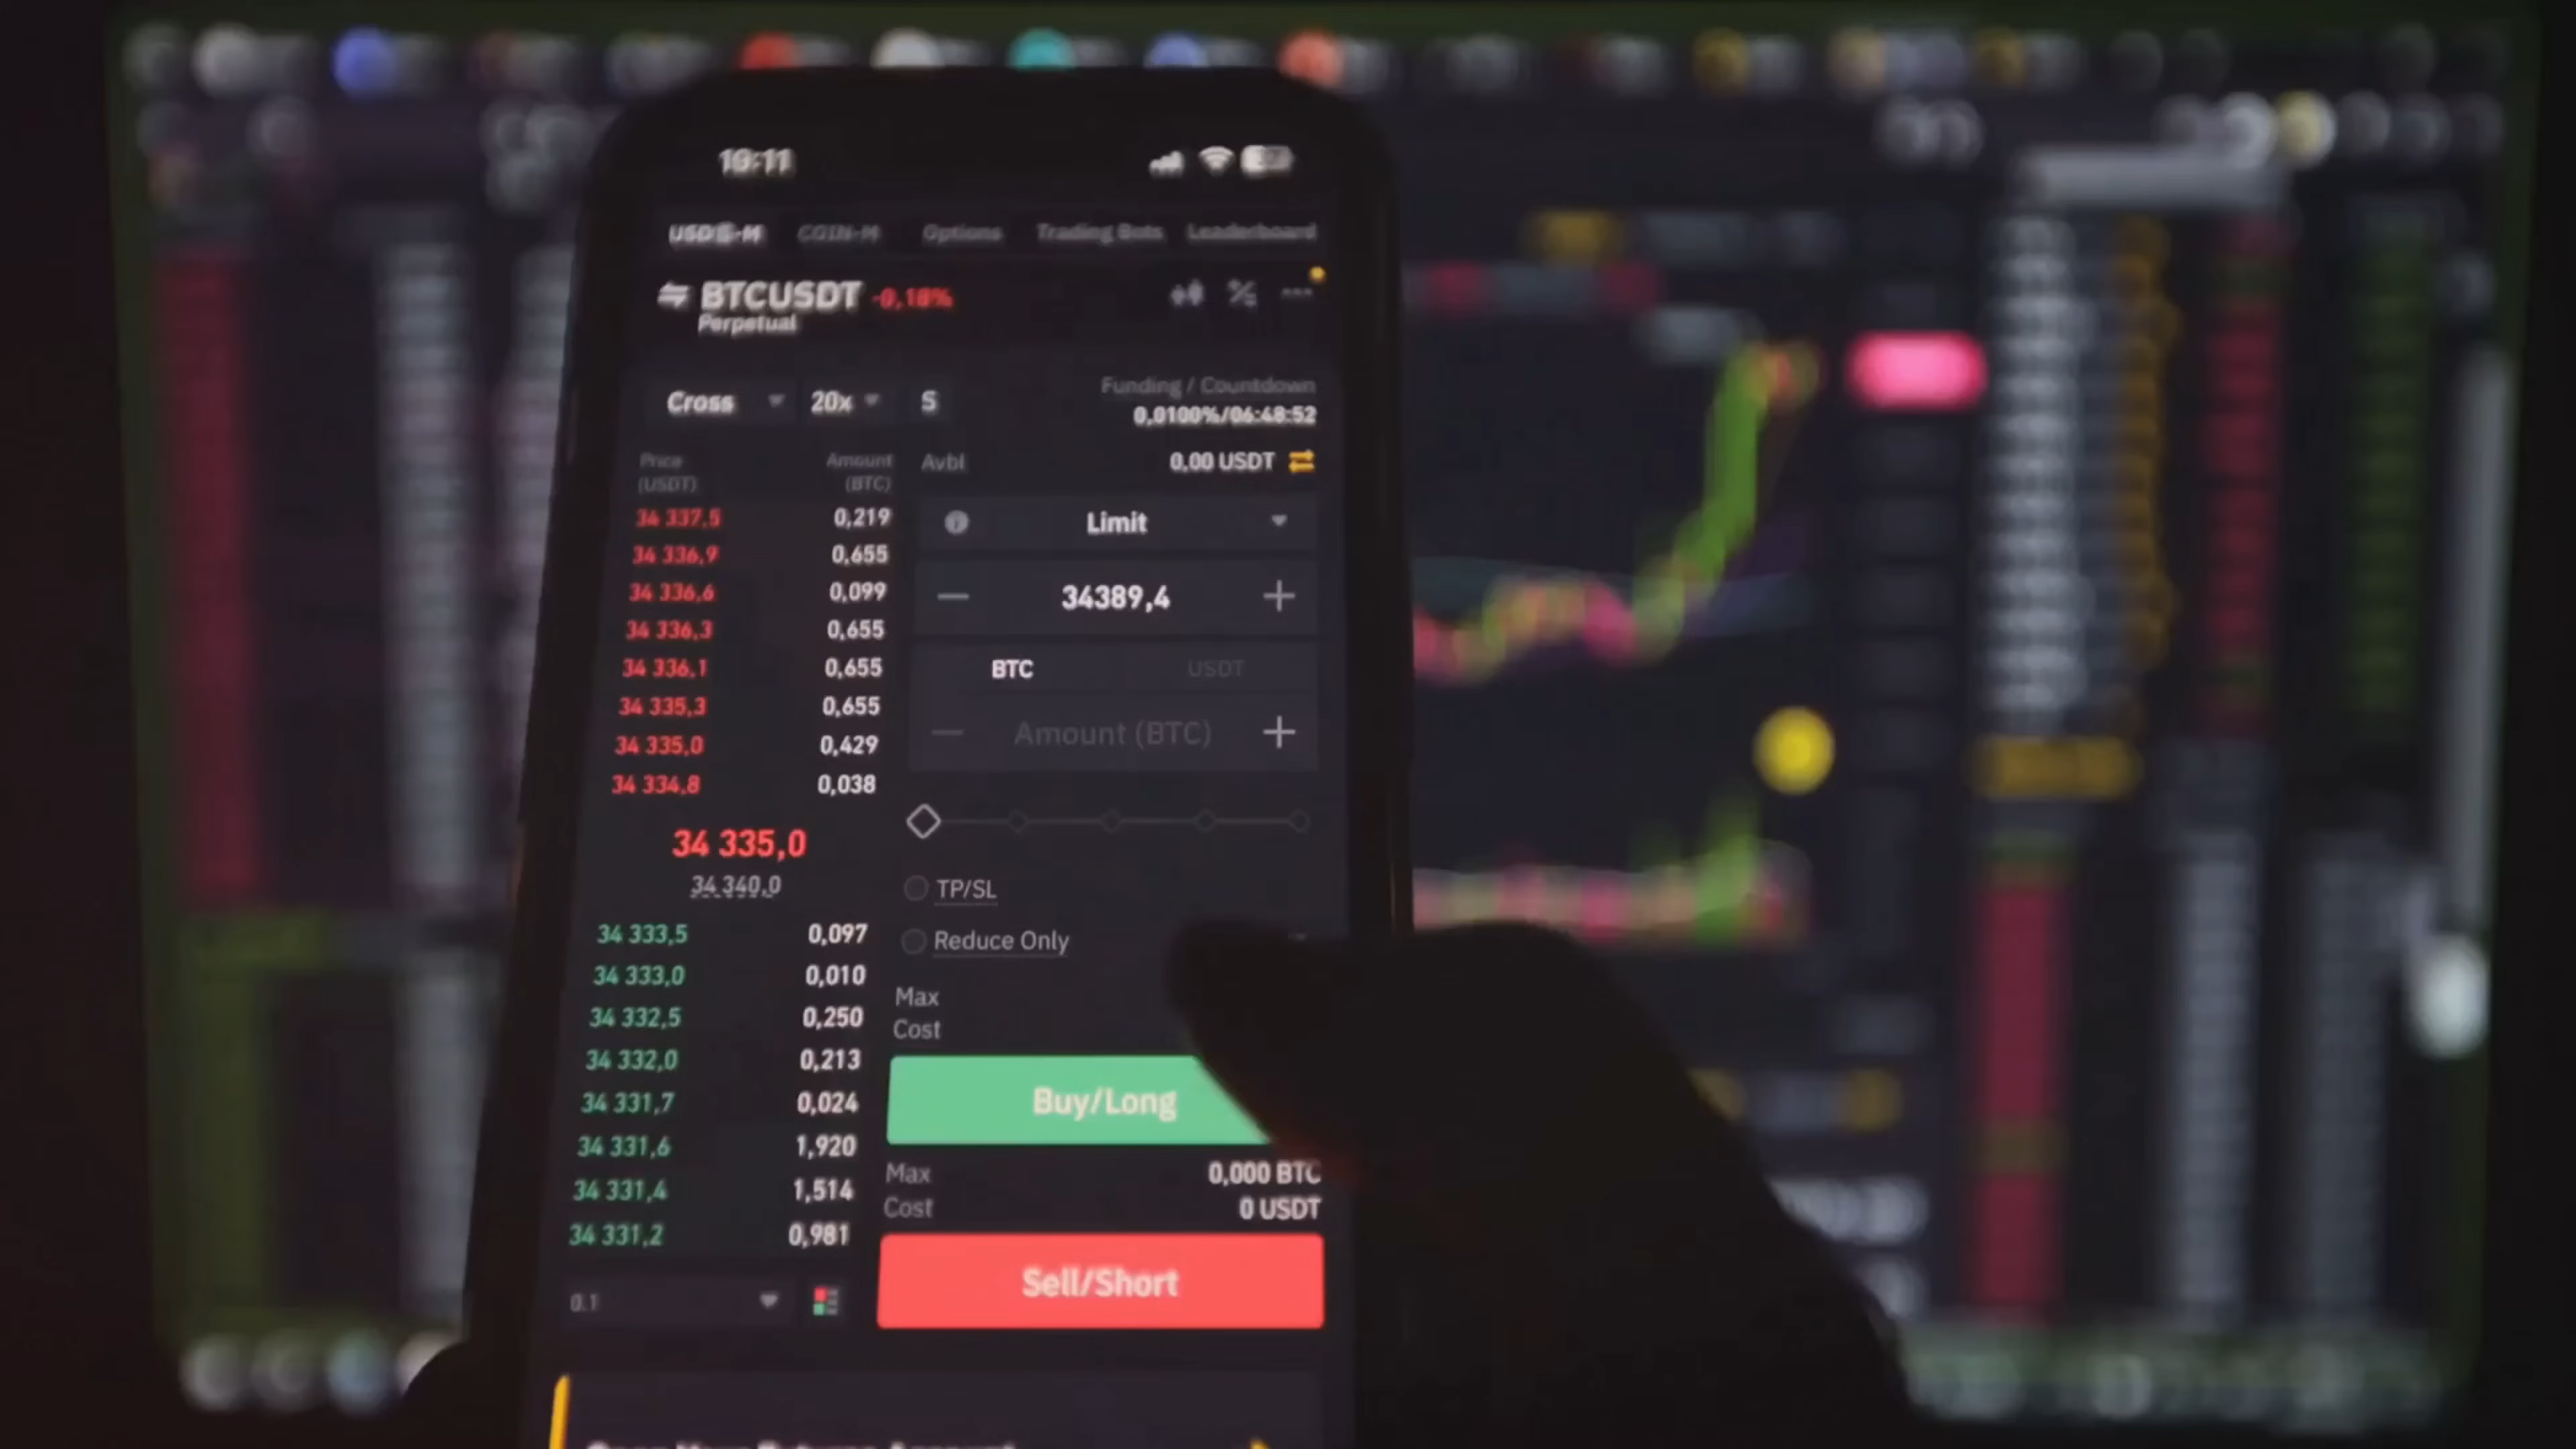 19:11
USDⓈ-M COIN-M Options Trading Bots Leaderboard
BTCUSDT -0,18%
Perpetual
Cross 20x S
Funding / Countdown
0,0100%/06:48:52
Price (USDT)
Amount (BTC)
34 337,5 0,219
34 336,9 0,655
34 336,6 0,099
34 336,3 0,655
34 336,1 0,655
34 335,3 0,655
34 335,0 0,429
34 334,8 0,038
34 335,0
34 340,0
34 333,5 0,097
34 333,0 0,010
34 332,5 0,250
34 332,0 0,213
34 331,7 0,024
34 331,6 1,920
34 331,4 1,514
34 331,2 0,981
0.1
Avbl 0,00 USDT
Limit
34389,4
BTC USDT
Amount (BTC)
TP/SL
Reduce Only
Max
Cost
Buy/Long
Max 0,000 BTC
Cost 0 USDT
Sell/Short